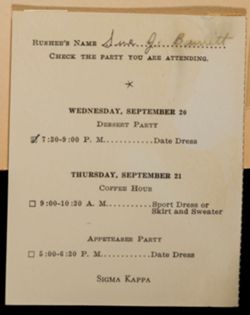 RUSHEE'S NAME Sue G. Barritt
CHECK THE PARTY YOU ARE ATTENDING.
*
WEDNESDAY, SEPTEMBER 20
DESSERT PARTY
☑ 7:30-9:00 P. M............Date Dress
THURSDAY, SEPTEMBER 21
COFFEE HOUR
☐ 9:00-10:30 A. M..........Sport Dress or
Skirt and Sweater
APPETEASER PARTY
☐ 5:00-6:20 P. M...........Date Dress
SIGMA KAPPA